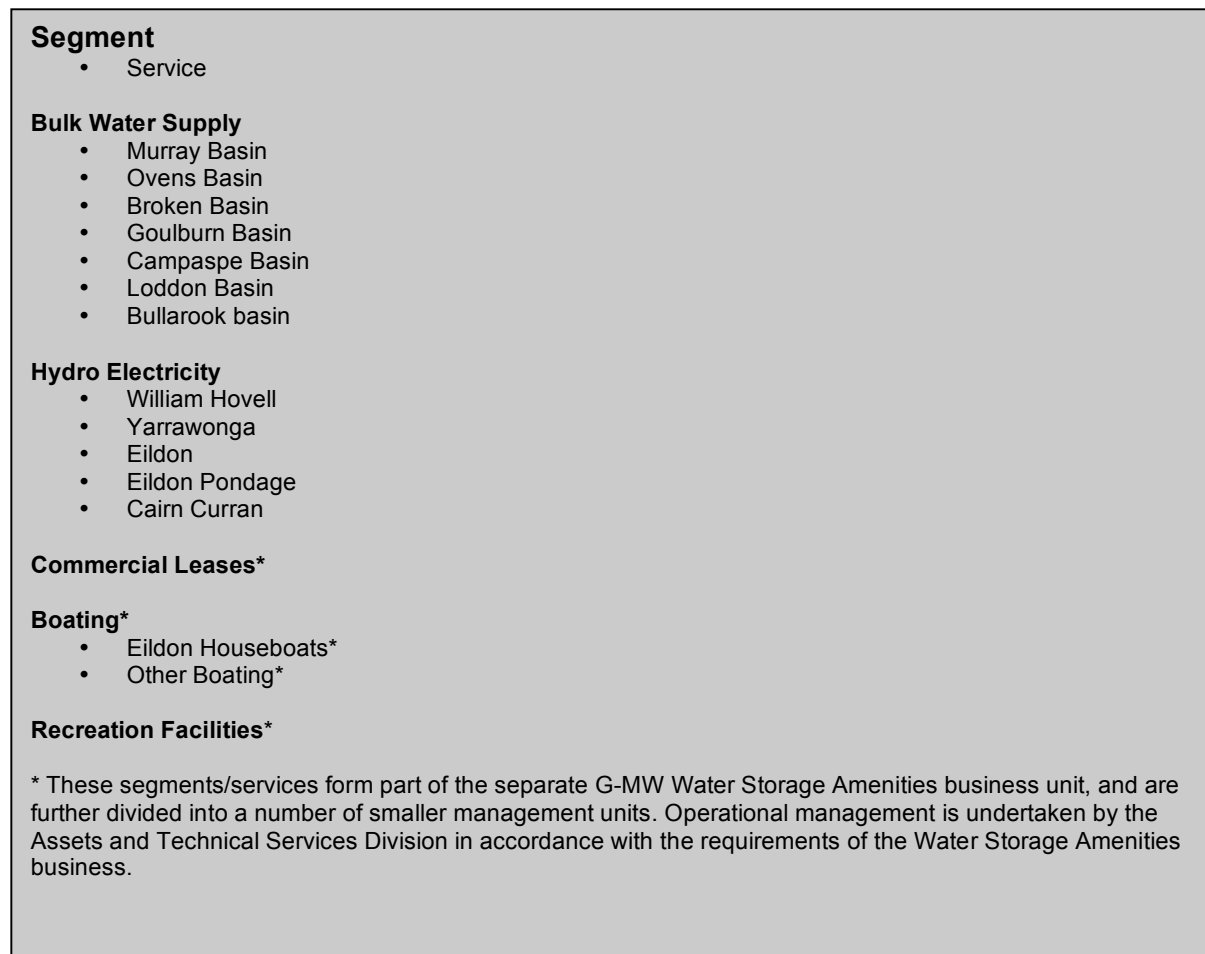 Segment
• Service
Bulk Water Supply
• Murray Basin
• Ovens Basin
• Broken Basin
• Goulburn Basin
• Campaspe Basin
• Loddon Basin
• Bullarook basin
Hydro Electricity
• William Hovell
• Yarrawonga
• Eildon
• Eildon Pondage
• Cairn Curran
Commercial Leases*
Boating*
• Eildon Houseboats*
• Other Boating*
Recreation Facilities*
* These segments/services form part of the separate G-MW Water Storage Amenities business unit, and are
further divided into a number of smaller management units. Operational management is undertaken by the
Assets and Technical Services Division in accordance with the requirements of the Water Storage Amenities
business.